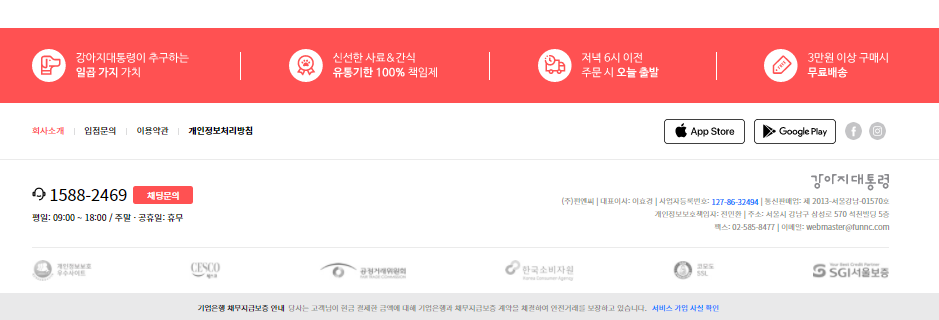 강아지대통령이 추구하는
일곱 가지 가치
신선한 사료&간식
유통기한 100% 책임제
저녁 6시 이전
주문 시 오늘 출발
3만원 이상 구매시
무료배송
회사소개 | 입점문의 | 이용약관 | 개인정보처리방침
App Store
Google Play
강아지대통령
1588-2469 채팅문의
평일: 09:00 ~ 18:00 / 주말 · 공휴일: 휴무
(주)펀엔씨 | 대표이사: 이효경 | 사업자등록번호: 127-86-32494 | 통신판매업: 제 2013-서울강남-01570호
개인정보보호책임자: 전인환 | 주소: 서울시 강남구 삼성로 570 석천빌딩 5층
팩스: 02-585-8477 | 이메일: webmaster@funnc.com
개인정보보호
우수사이트
CESCO
세스코
공정거래위원회
한국소비자원
Korea Consumer Agency
코모도
SSL
Your Best Credit Partner
SGI서울보증
기업은행 채무지급보증 안내 당사는 고객님이 현금 결제한 금액에 대해 기업은행과 채무지급보증 계약을 체결하여 안전거래를 보장하고 있습니다. 서비스 가입 사실 확인